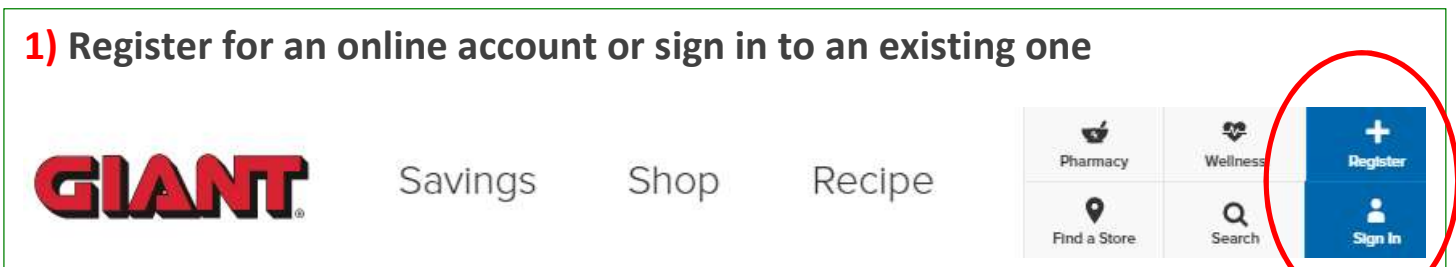 1) Register for an online account or sign in to an existing one
GIANT®
Savings Shop Recipe
Pharmacy Wellness Register
Find a Store Search Sign In